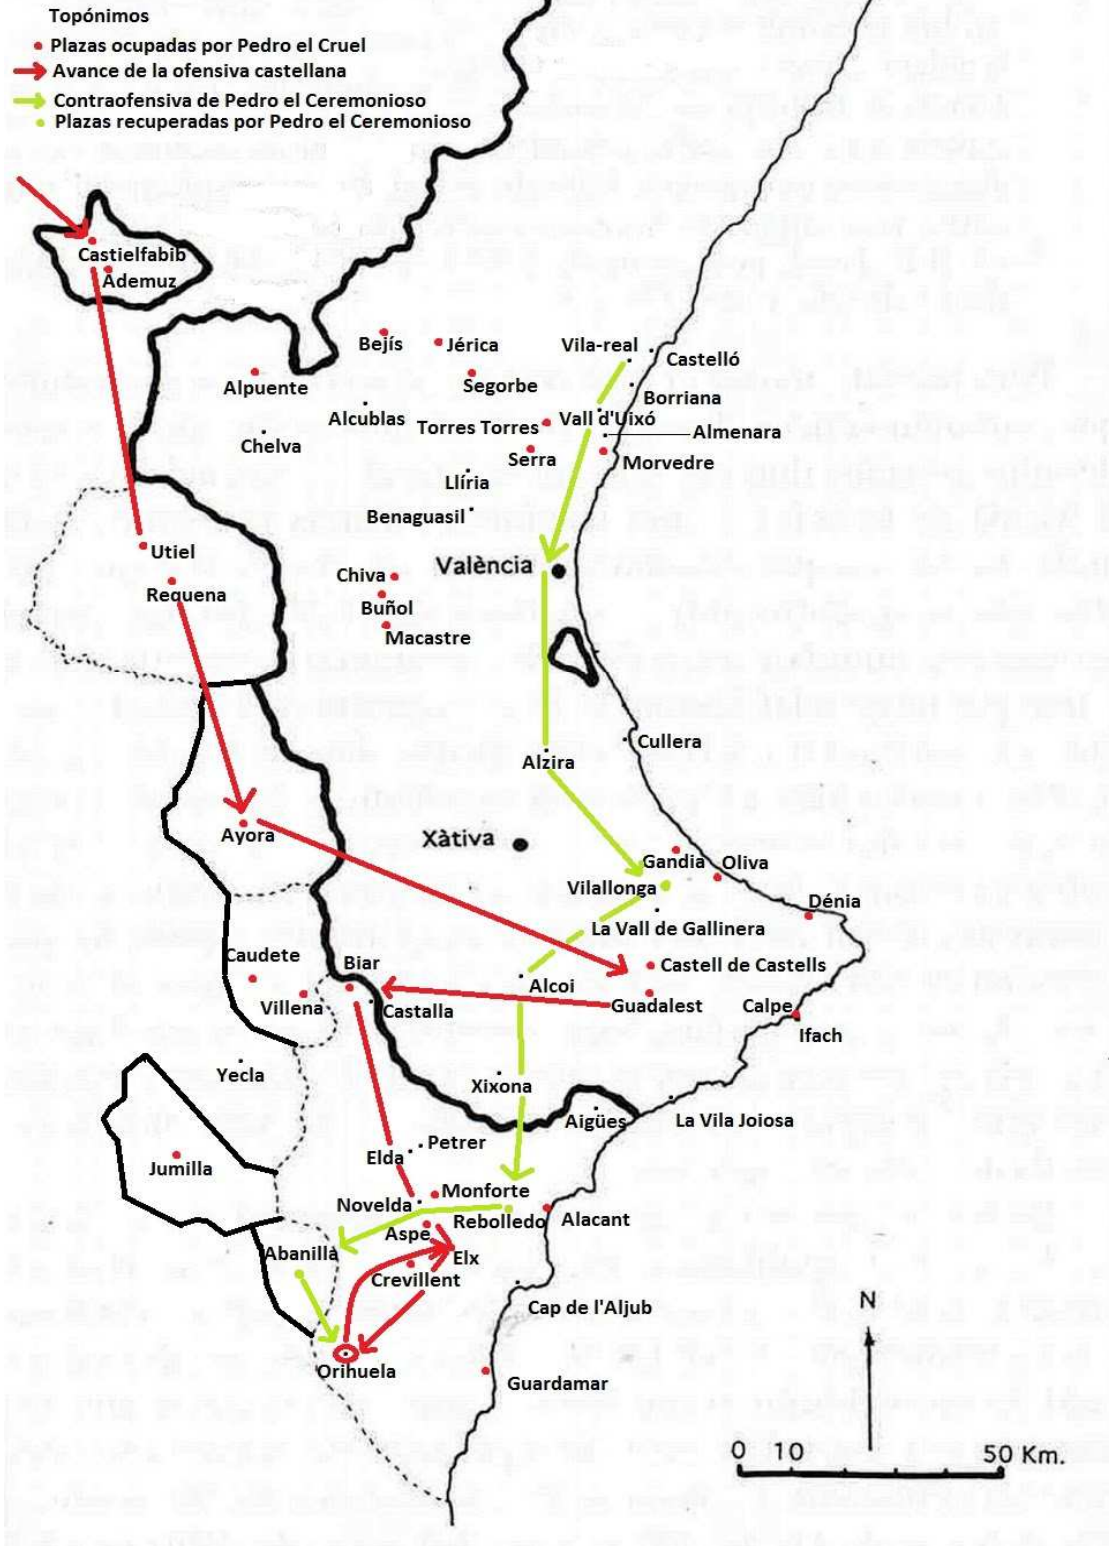 Topónimos
Plazas ocupadas por Pedro el Cruel
Avance de la ofensiva castellana
Contraofensiva de Pedro el Ceremonioso
Plazas recuperadas por Pedro el Ceremonioso
Castielfabib
Ademuz
Bejís
Jérica
Vila-real
Castelló
Alpuente
Segorbe
Borriana
Alcublas
Torres Torres
Vall d'Uixó
Almenara
Chelva
Serra
Morvedre
Llíria
Benaguasil
Utiel
València
Chiva
Requena
Buñol
Macastre
Cullera
Alzira
Ayora
Xàtiva
Gandia
Oliva
Vilallonga
Dénia
La Vall de Gallinera
Caudete
Biar
Castell de Castells
Alcoi
Villena
Castalla
Guadalest
Calpe
Ifach
Yecla
Xixona
Aigües
La Vila Joiosa
Petrer
Elda
Jumilla
Monforte
Novelda
Rebolledo
Alacant
Aspe
Abanilla
Elx
Crevillent
Cap de l'Aljub
N
Orihuela
Guardamar
0 10 50 Km.